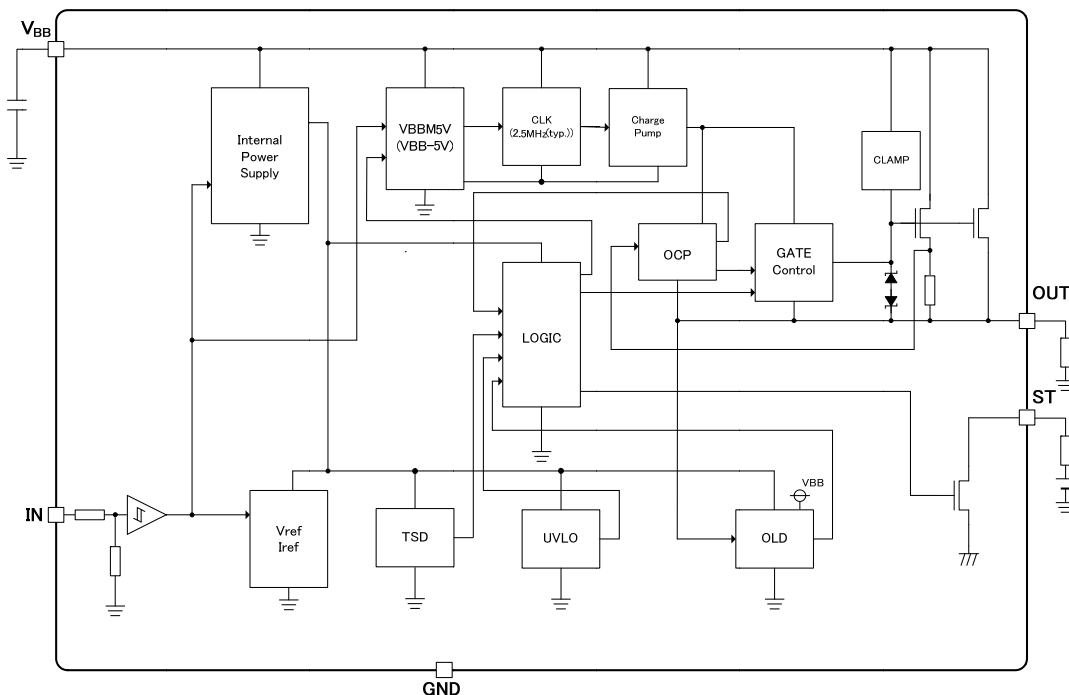 VBB
Internal
Power
Supply
VBBM5V
(VBB-5V)
CLK
(2.5MHz(typ.))
Charge
Pump
CLAMP
OCP
GATE
Control
LOGIC
OUT
ST
VBB
IN
Vref
Iref
TSD
UVLO
OLD
GND